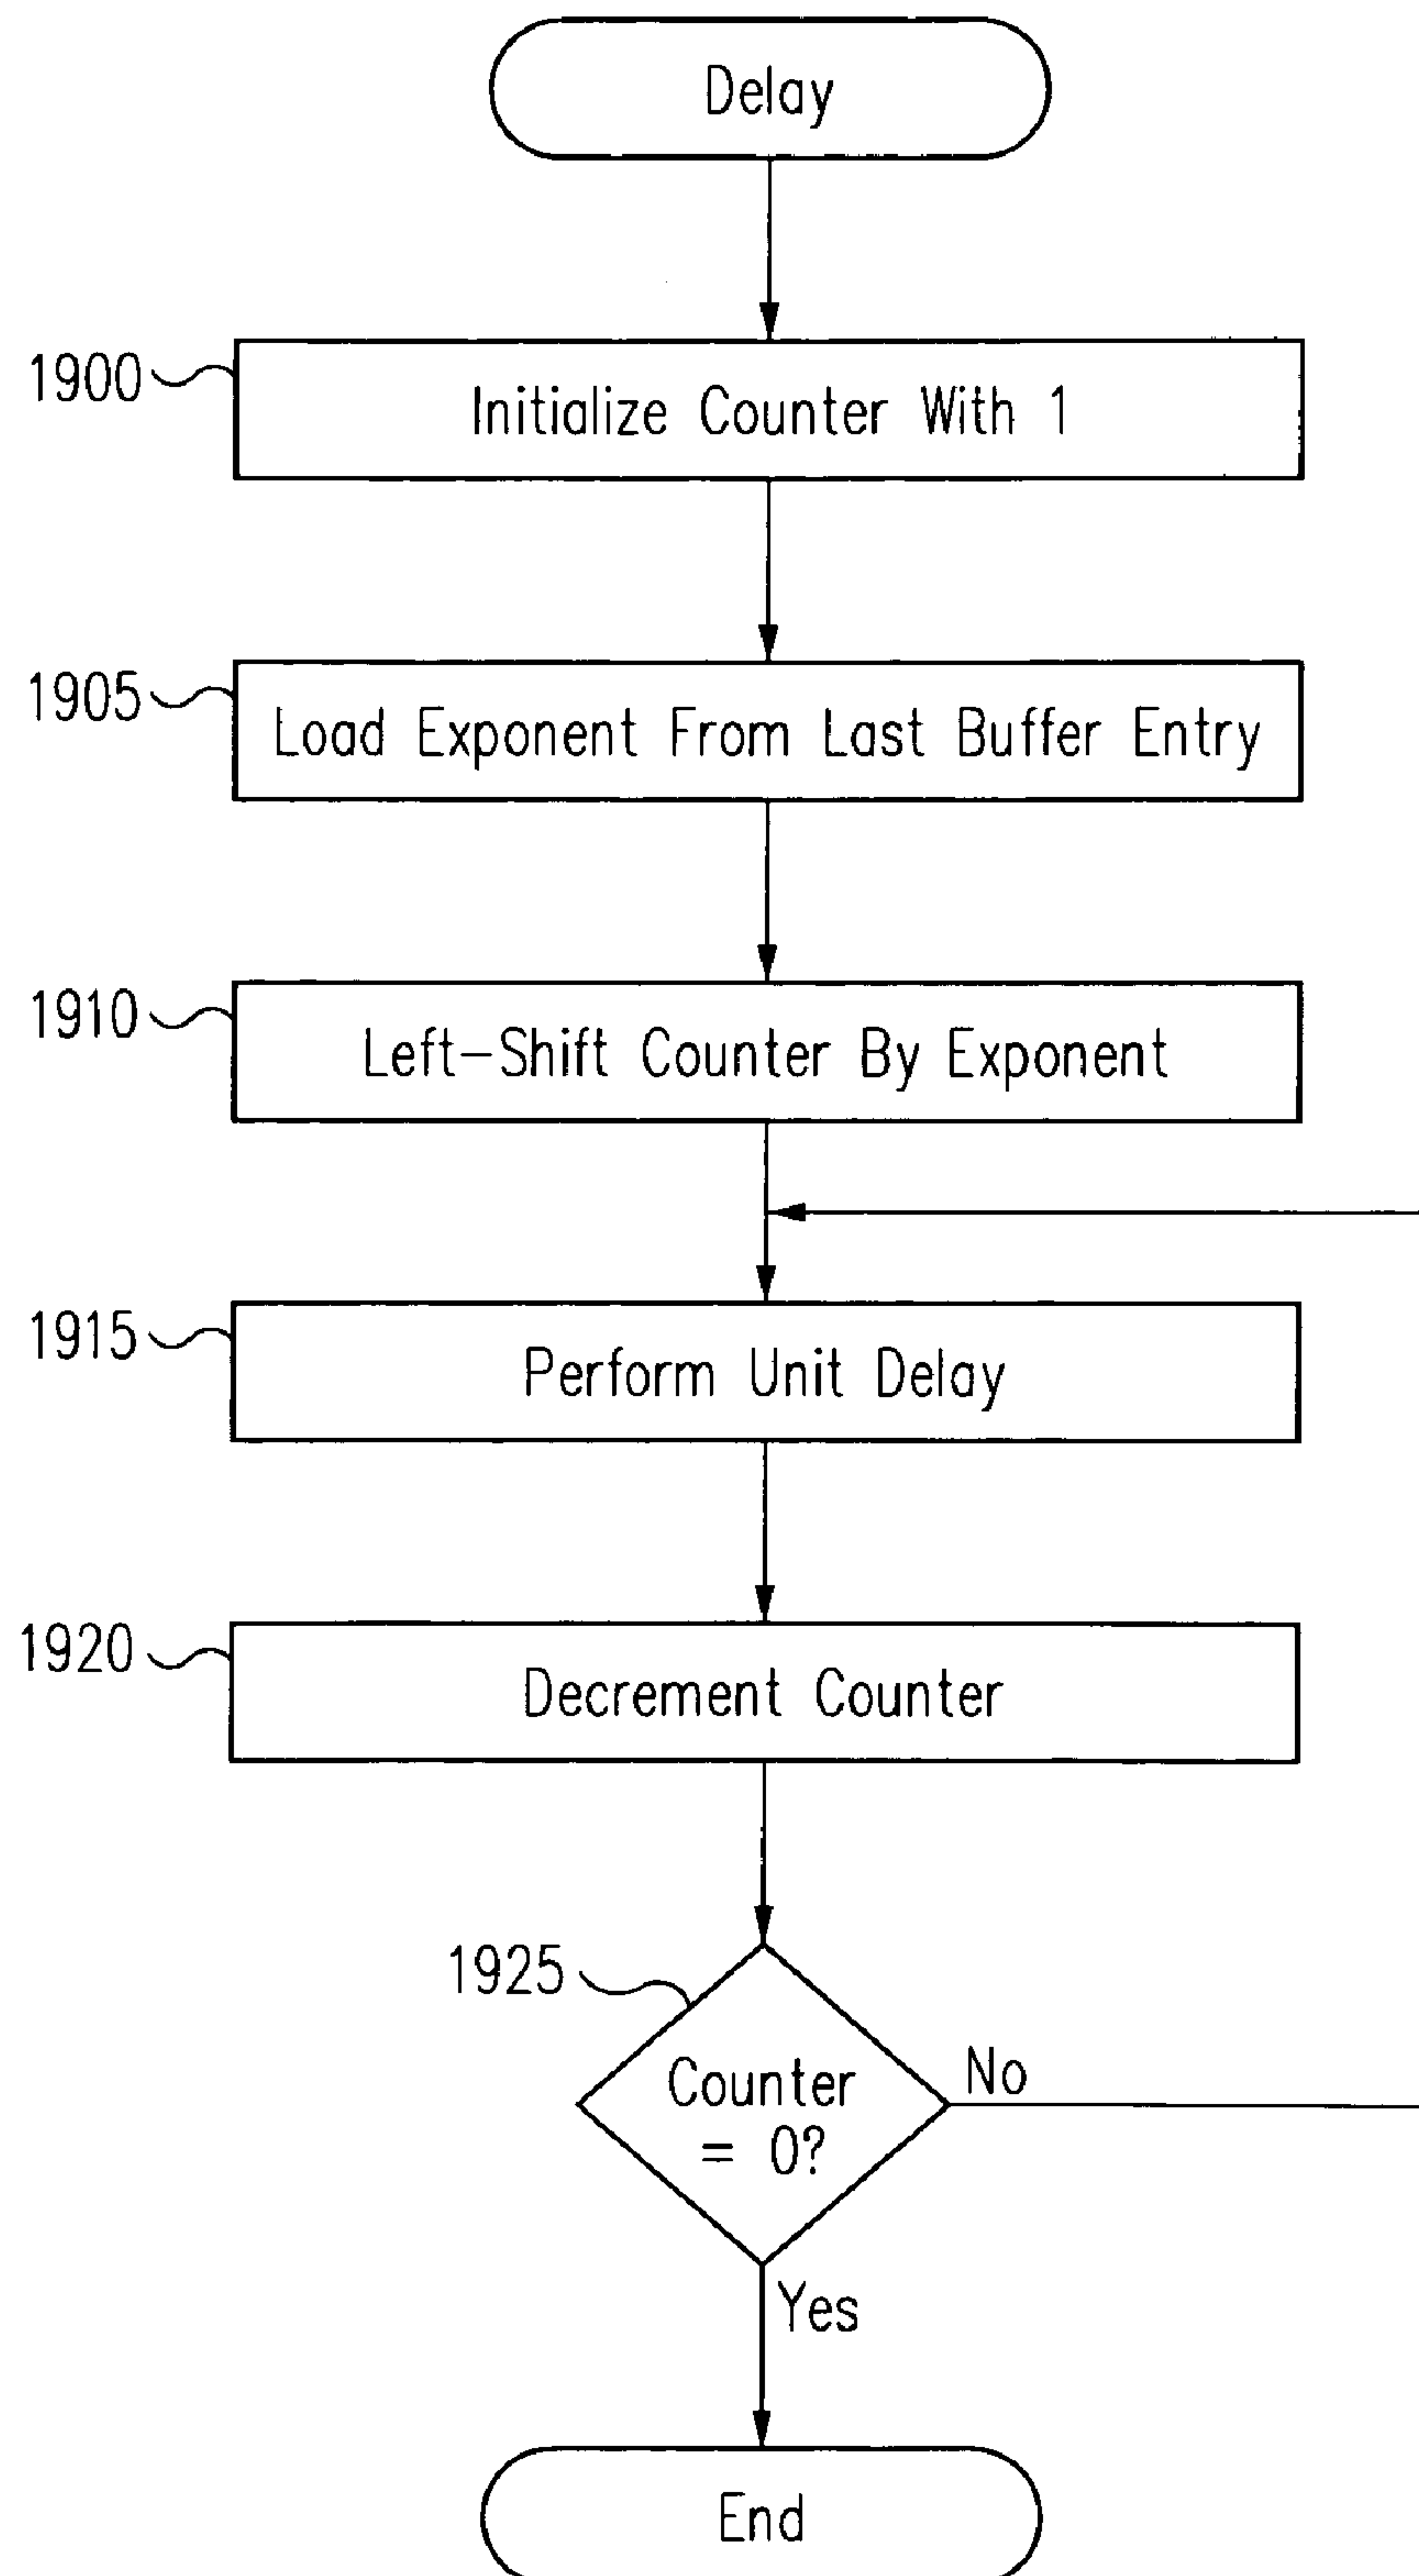 Delay
1900
Initialize Counter With 1
1905
Load Exponent From Last Buffer Entry
1910
Left-Shift Counter By Exponent
1915
Perform Unit Delay
1920
Decrement Counter
1925
Counter
= 0?
No
Yes
End